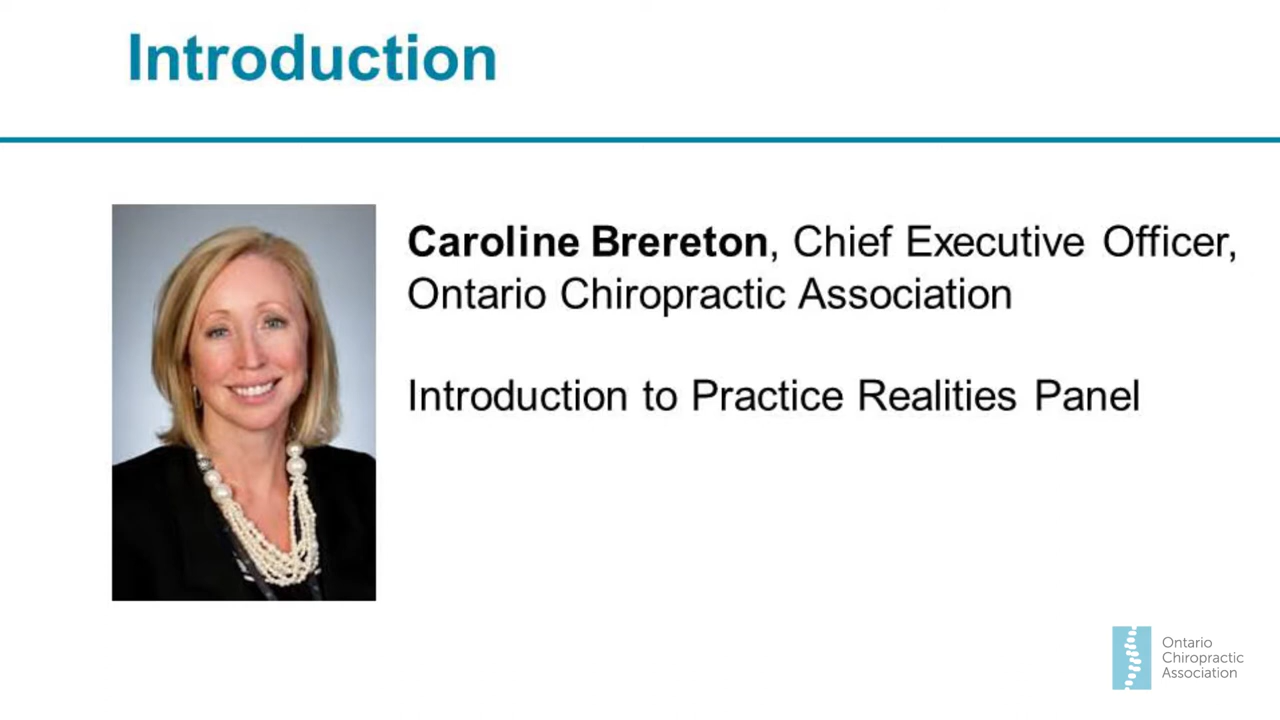 Introduction
Caroline Brereton, Chief Executive Officer,
Ontario Chiropractic Association
Introduction to Practice Realities Panel
Ontario
Chiropractic
Association